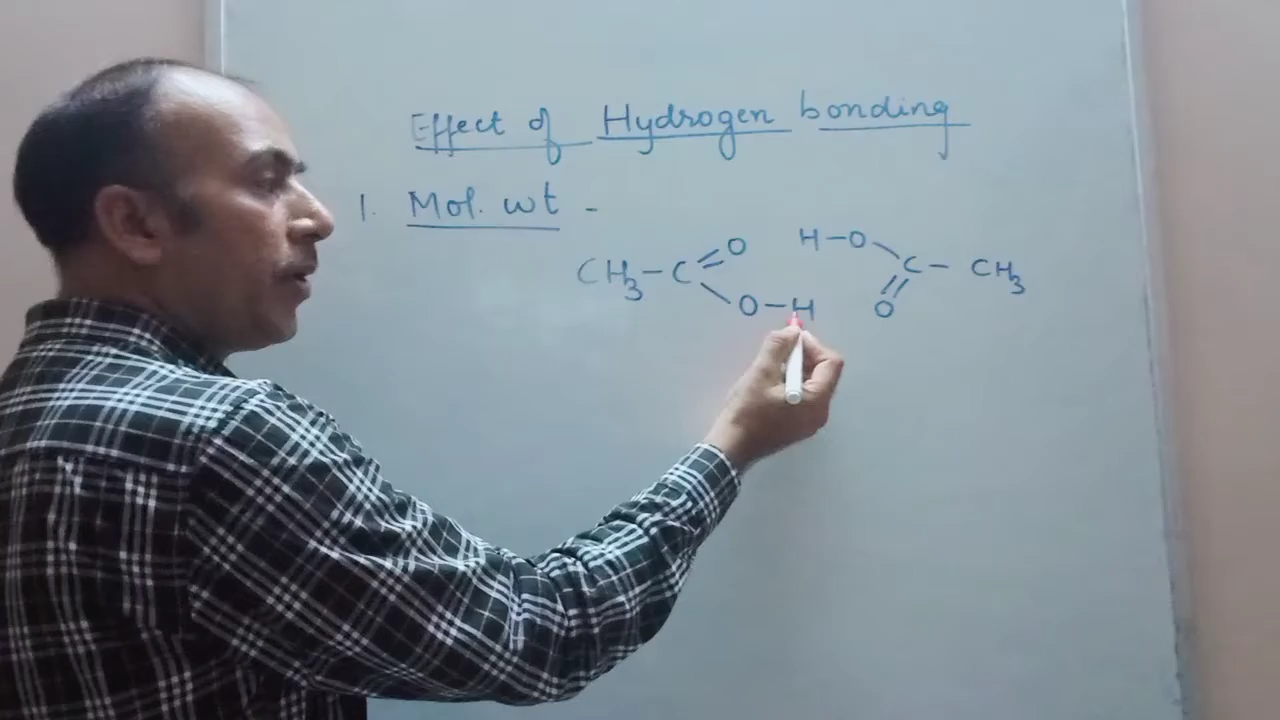 Effect of Hydrogen bonding
1. Mol. wt -
O H-O
CH3-C C- CH3
O-H O